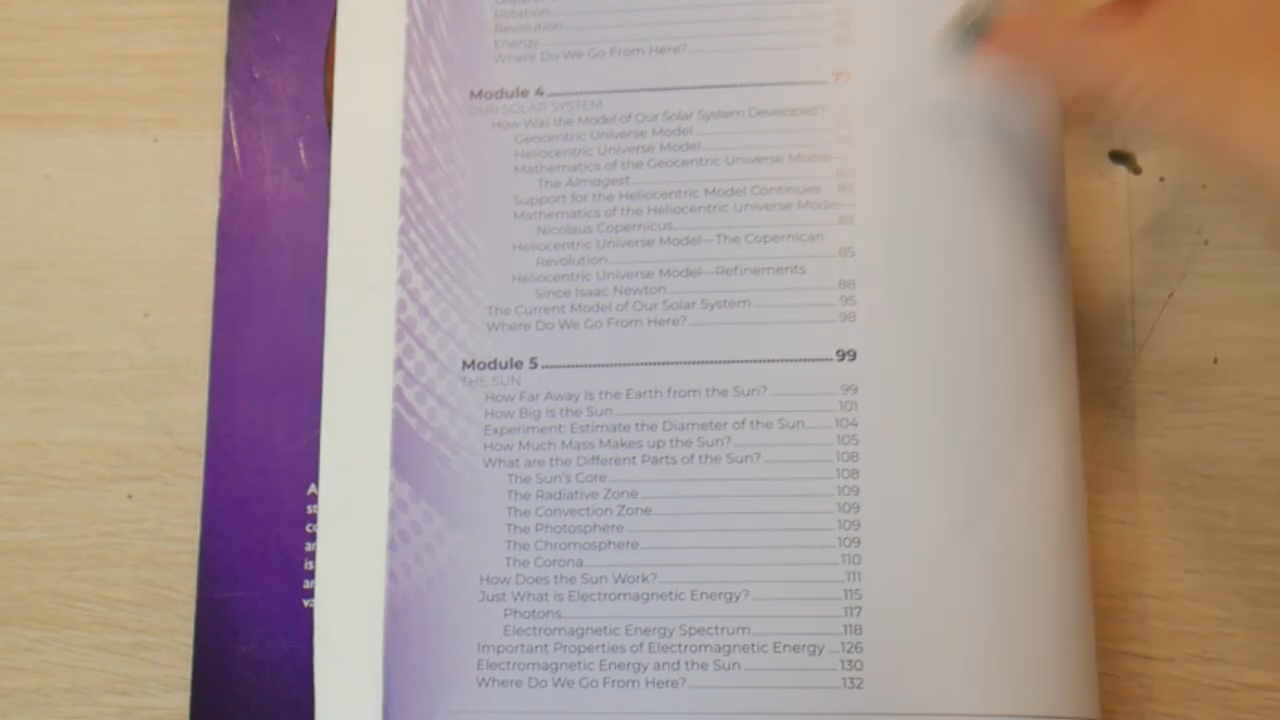 Rotation
Revolution
Energy
Where Do We Go From Here?
Module 4 77
OUR SOLAR SYSTEM
How Was the Model of Our Solar System Developed?
Geocentric Universe Model
Heliocentric Universe Model
Mathematics of the Geocentric Universe Model—
The Almagest
Support for the Heliocentric Model Continues
Mathematics of the Heliocentric Universe Model—
Nicolaus Copernicus 83
Heliocentric Universe Model—The Copernican
Revolution 85
Heliocentric Universe Model—Refinements
Since Isaac Newton 88
The Current Model of Our Solar System 95
Where Do We Go From Here? 98
Module 5 99
THE SUN
How Far Away Is the Earth from the Sun? 99
How Big Is the Sun 101
Experiment: Estimate the Diameter of the Sun 104
How Much Mass Makes up the Sun? 105
What are the Different Parts of the Sun? 108
The Sun's Core 108
The Radiative Zone 109
The Convection Zone 109
The Photosphere 109
The Chromosphere 109
The Corona 110
How Does the Sun Work? 111
Just What is Electromagnetic Energy? 115
Photons 117
Electromagnetic Energy Spectrum 118
Important Properties of Electromagnetic Energy 126
Electromagnetic Energy and the Sun 130
Where Do We Go From Here? 132